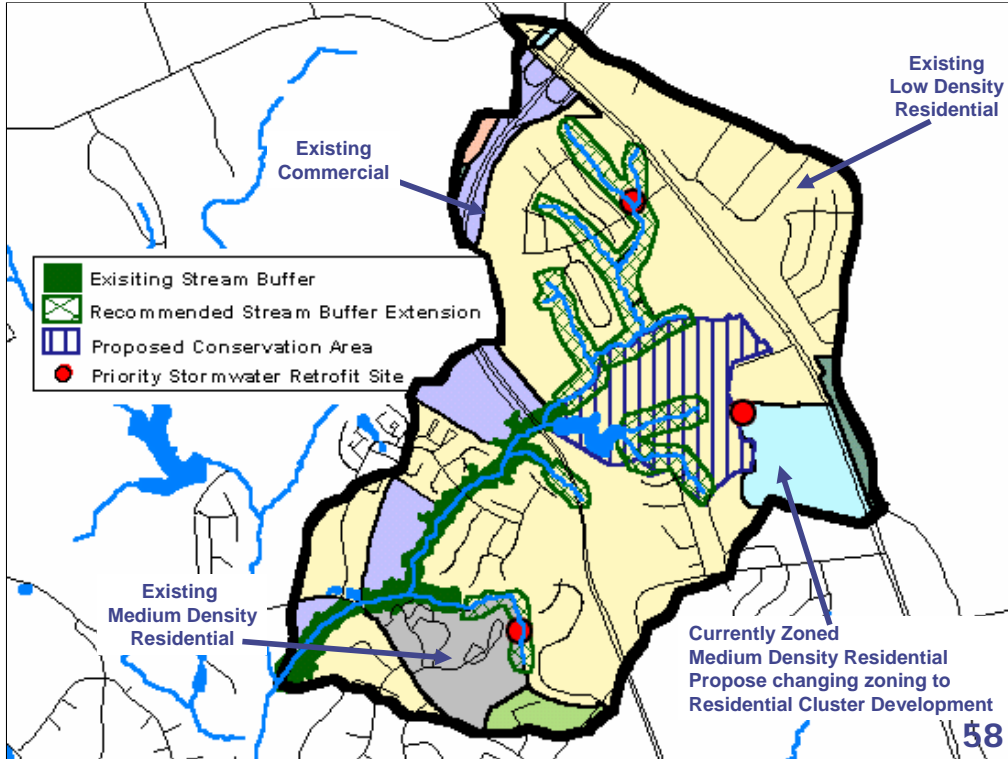 Existing
Low Density
Residential
Existing
Commercial
Exisiting Stream Buffer
Recommended Stream Buffer Extension
Proposed Conservation Area
Priority Stormwater Retrofit Site
Existing
Medium Density
Residential
Currently Zoned
Medium Density Residential
Propose changing zoning to
Residential Cluster Development
58